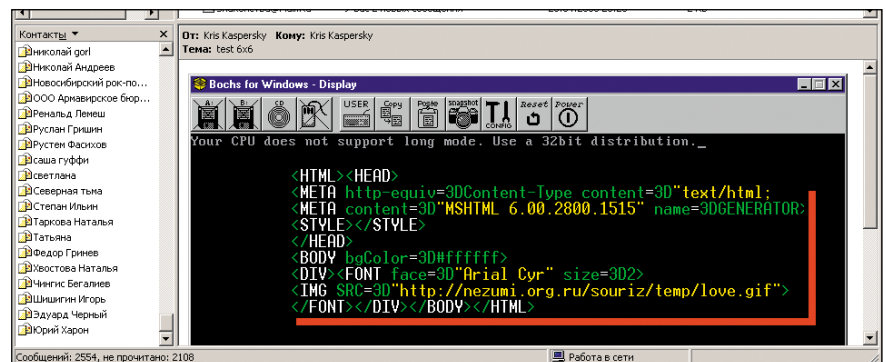 Контакты
От: Kris Kaspersky Кому: Kris Kaspersky
Тема: test 6x6
николай gorl
Николай Андреев
Новосибирский рок-по...
ООО Армавирское бюр...
Ренальд Лемеш
Руслан Гришин
Рустем Фасихов
саша гуффи
светлана
Северная тьма
Степан Ильин
Таркова Наталья
Татьяна
Федор Гринев
Хвостова Наталья
Чингис Бегалиев
Шишигин Игорь
Эдуард Черный
Юрий Харон
Bochs for Windows - Display
A: B: CD USER Copy Paste snapshot CONFIG Reset Power
Your CPU does not support long mode. Use a 32bit distribution._
<HTML><HEAD>
<META http-equiv=3DContent-Type content=3D"text/html;
<META content=3D"MSHTML 6.00.2800.1515" name=3DGENERATOR>
<STYLE></STYLE>
</HEAD>
<BODY bgColor=3D#ffffff>
<DIV><FONT face=3D"Arial Cyr" size=3D2>
<IMG SRC=3D"http://nezumi.org.ru/souriz/temp/love.gif">
</FONT></DIV></BODY></HTML>
Сообщений: 2554, не прочитано: 2108
Работа в сети